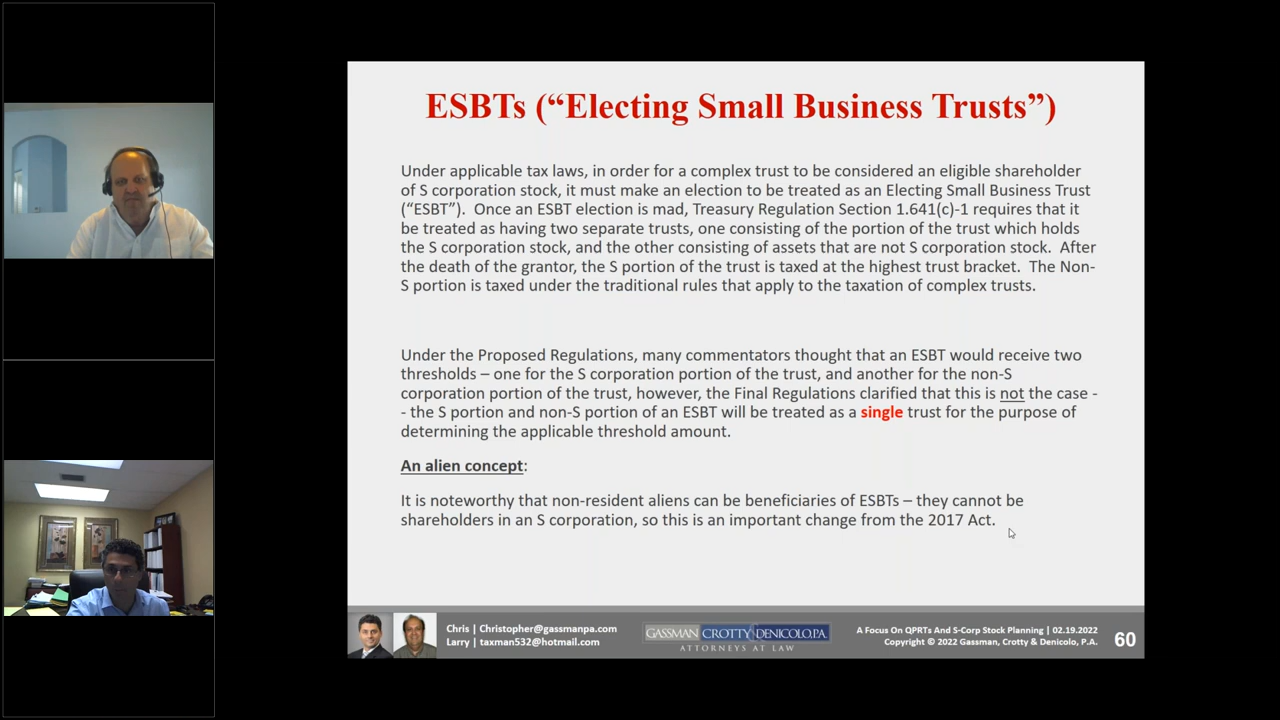 ESBTs (“Electing Small Business Trusts”)
Under applicable tax laws, in order for a complex trust to be considered an eligible shareholder
of S corporation stock, it must make an election to be treated as an Electing Small Business Trust
(“ESBT”).  Once an ESBT election is mad, Treasury Regulation Section 1.641(c)-1 requires that it
be treated as having two separate trusts, one consisting of the portion of the trust which holds
the S corporation stock, and the other consisting of assets that are not S corporation stock.  After
the death of the grantor, the S portion of the trust is taxed at the highest trust bracket.  The Non-
S portion is taxed under the traditional rules that apply to the taxation of complex trusts.
Under the Proposed Regulations, many commentators thought that an ESBT would receive two
thresholds – one for the S corporation portion of the trust, and another for the non-S
corporation portion of the trust, however, the Final Regulations clarified that this is not the case -
- the S portion and non-S portion of an ESBT will be treated as a single trust for the purpose of
determining the applicable threshold amount.
An alien concept:
It is noteworthy that non-resident aliens can be beneficiaries of ESBTs – they cannot be
shareholders in an S corporation, so this is an important change from the 2017 Act.
Chris | Christopher@gassmanpa.com
Larry | taxman532@hotmail.com
GASSMAN CROTTY DENICOLO, P.A.
ATTORNEYS AT LAW
A Focus On QPRTs And S-Corp Stock Planning | 02.19.2022
Copyright © 2022 Gassman, Crotty & Denicolo, P.A.
60